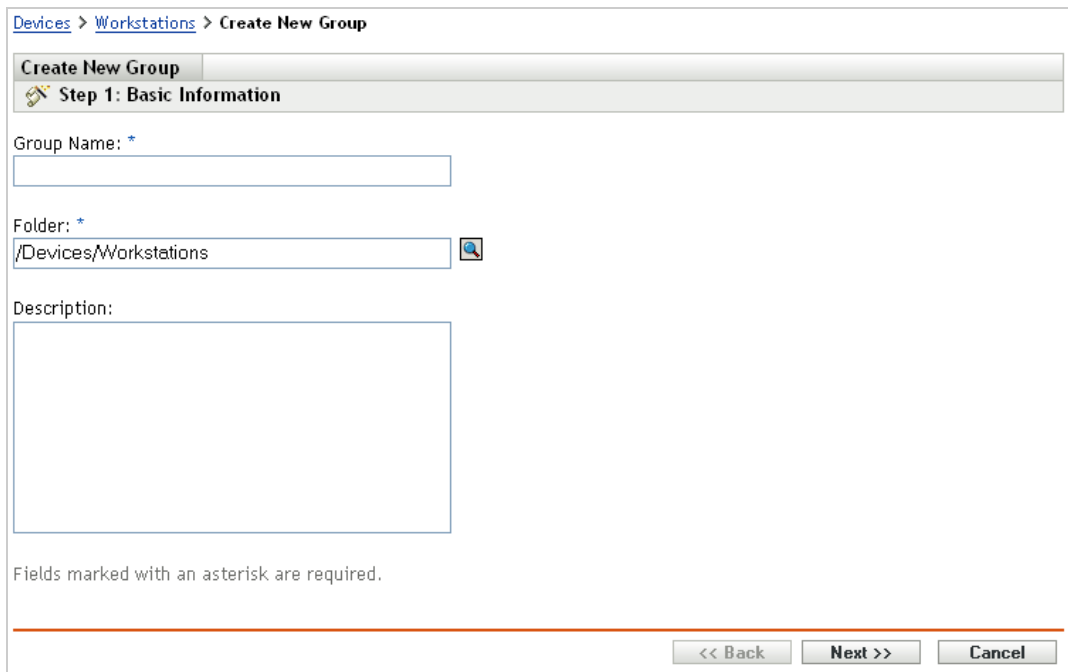 Devices > Workstations > Create New Group
Create New Group
Step 1: Basic Information
Group Name: *
Folder: *
/Devices/Workstations
Description:
Fields marked with an asterisk are required.
<< Back Next >> Cancel